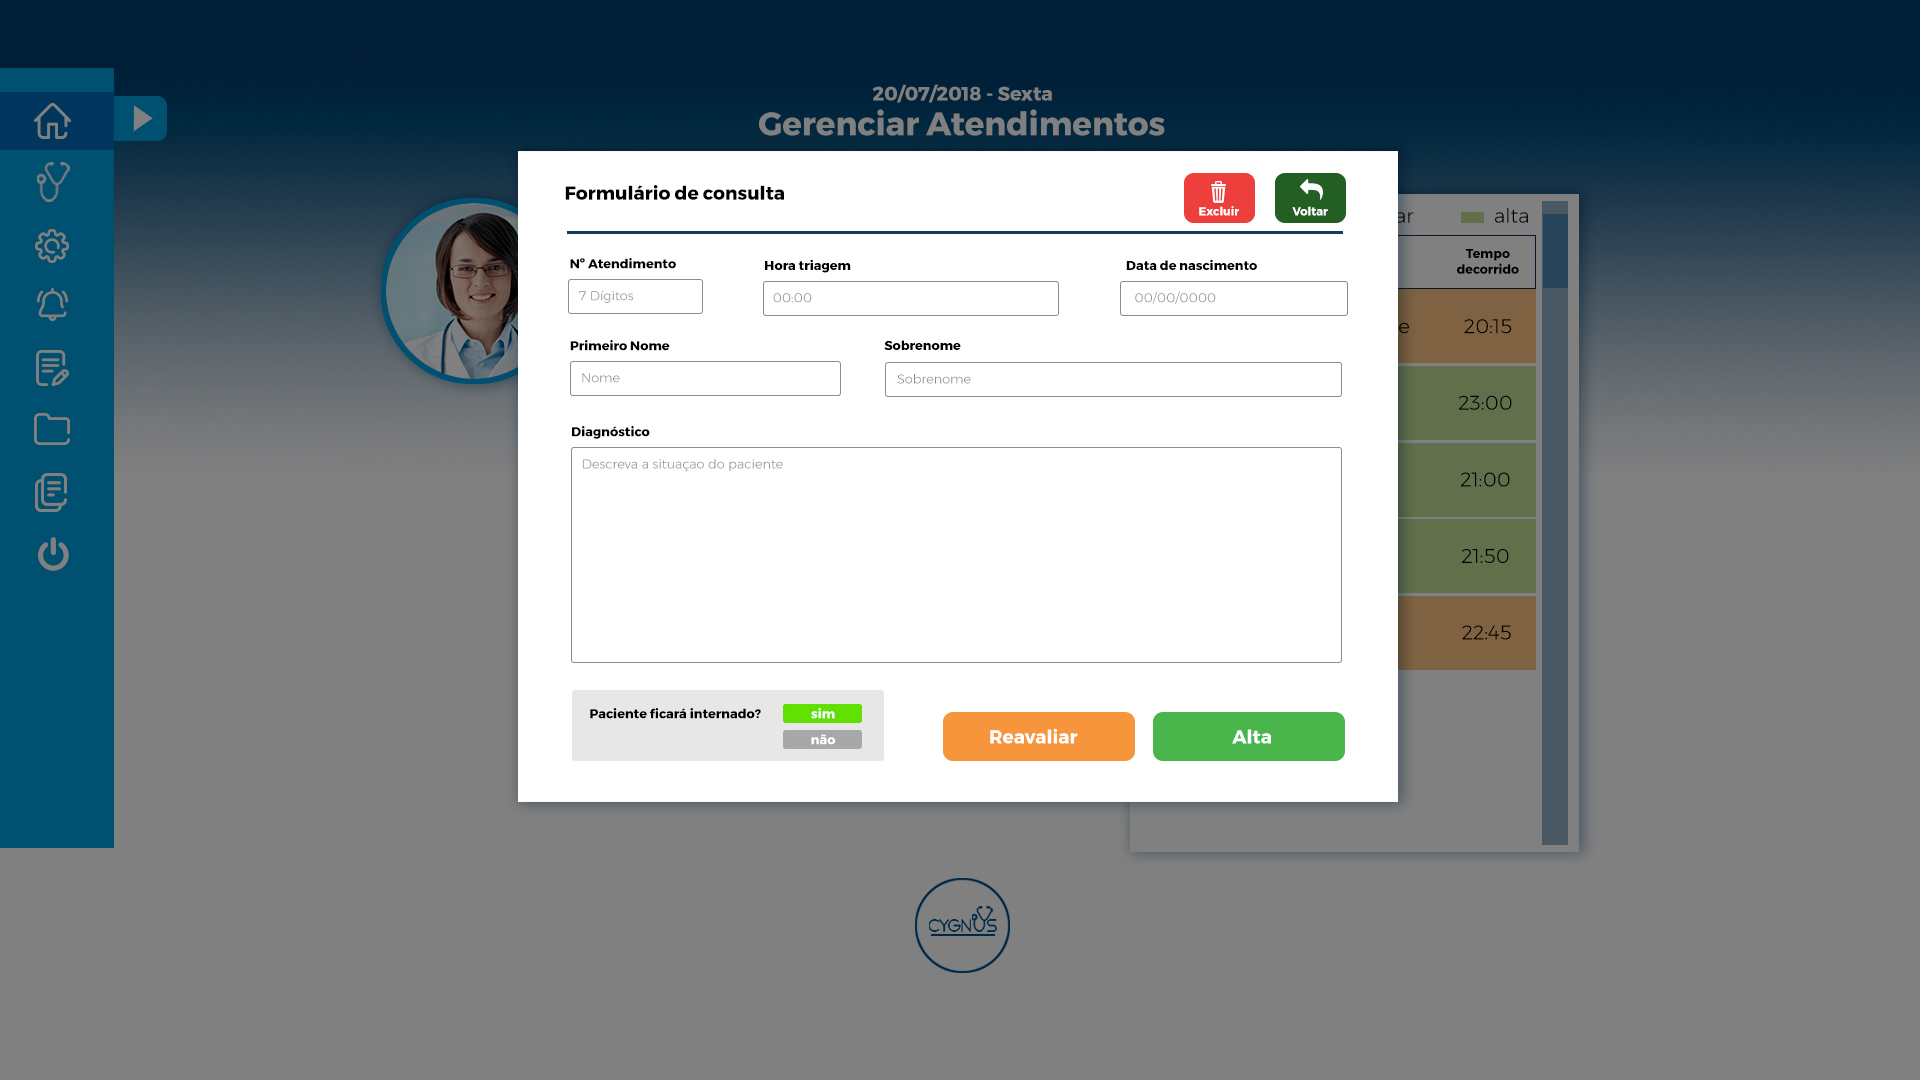 20/07/2018 - Sexta
Gerenciar Atendimentos
Formulário de consulta
Excluir
Voltar
ar
alta
Nº Atendimento
Hora triagem
Data de nascimento
Tempo
decorrido
7 Dígitos
00:00
00/00/0000
e
20:15
Primeiro Nome
Sobrenome
Nome
Sobrenome
23:00
Diagnóstico
Descreva a situaçao do paciente
21:00
21:50
22:45
Paciente ficará internado?
sim
não
Reavaliar
Alta
CYGNUS